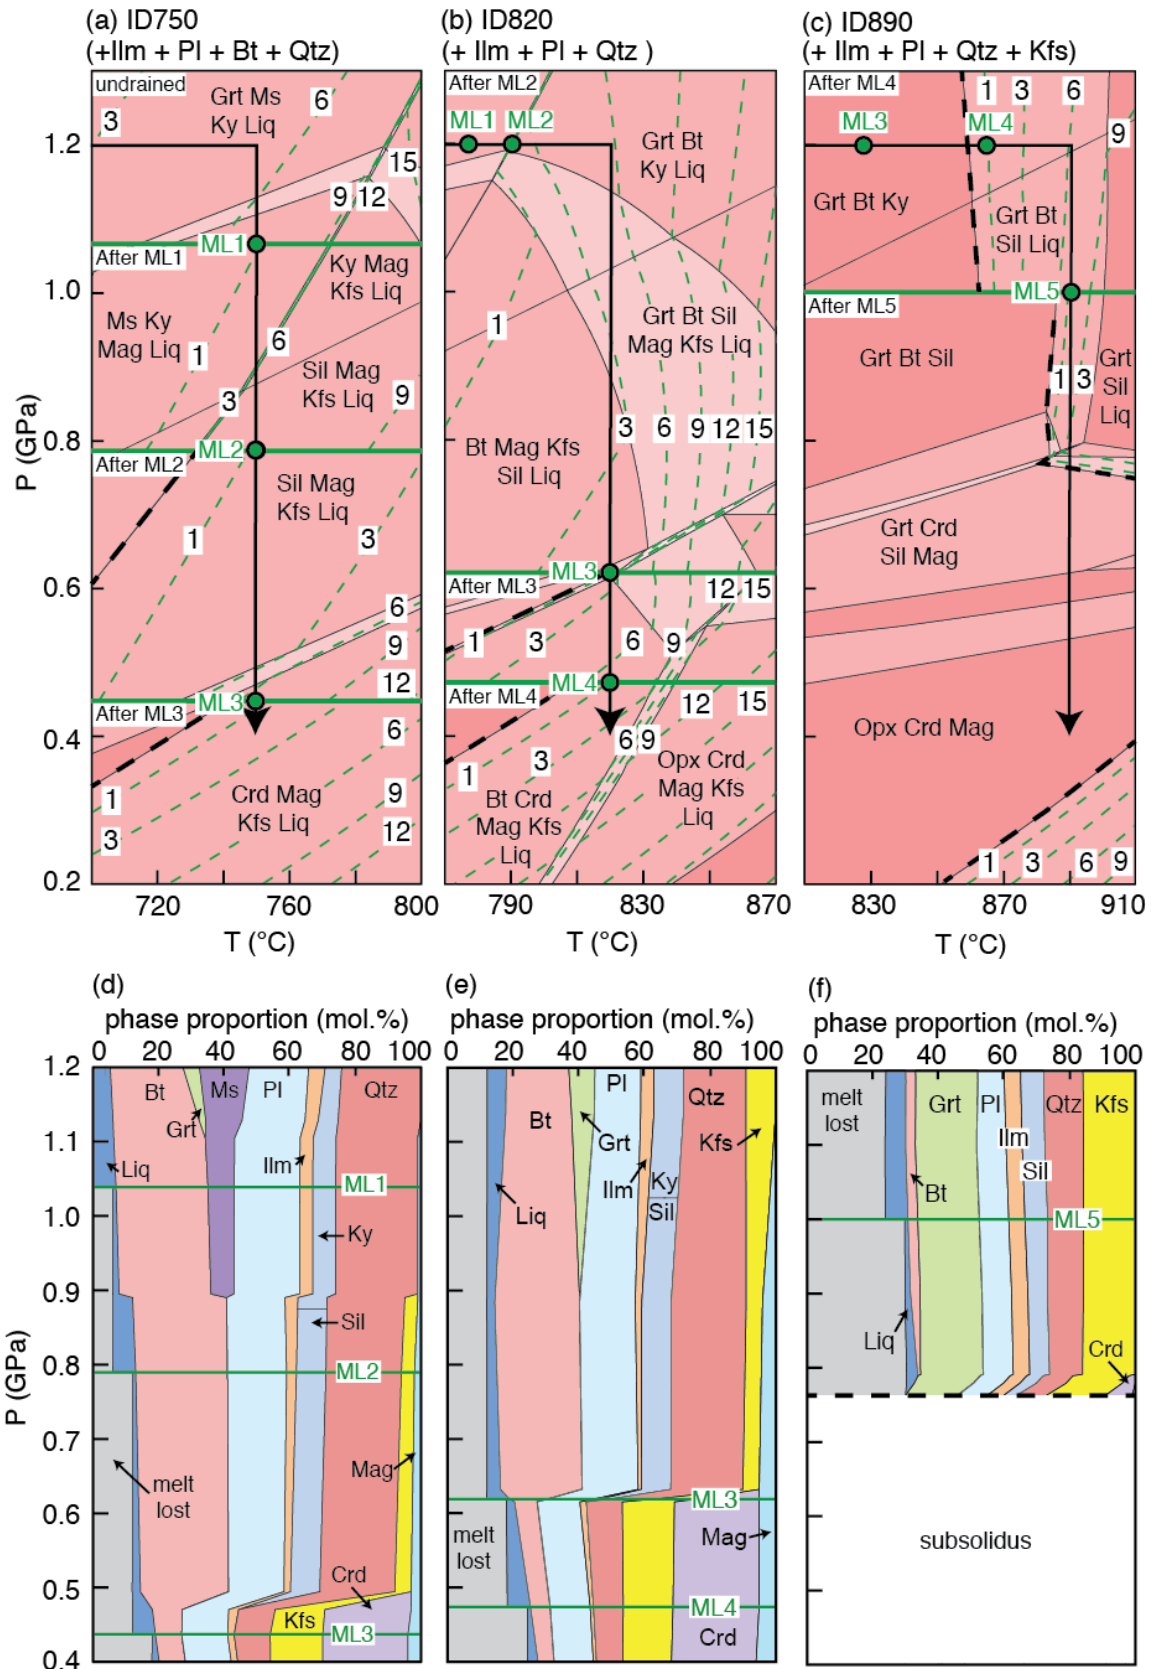 (a) ID750
(+Ilm + Pl + Bt + Qtz)
undrained
Grt Ms
Ky Liq
3
6
15
9
12
ML1
After ML1
Ky Mag
Kfs Liq
Ms Ky
Mag Liq
1
6
Sil Mag
Kfs Liq
3
9
ML2
After ML2
Sil Mag
Kfs Liq
1
3
6
9
12
ML3
After ML3
6
1
3
Crd Mag
Kfs Liq
9
12
P (GPa)
1.2
1.0
0.8
0.6
0.4
0.2
720
760
800
T (°C)
(b) ID820
(+ Ilm + Pl + Qtz )
After ML2
ML1
ML2
Grt Bt
Ky Liq
1
Grt Bt Sil
Mag Kfs Liq
3
6
9
12
15
Bt Mag Kfs
Sil Liq
ML3
After ML3
12
15
1
3
6
9
ML4
After ML4
12
15
6
9
1
3
Opx Crd
Mag Kfs
Liq
Bt Crd
Mag Kfs
Liq
790
830
870
T (°C)
(c) ID890
(+ Ilm + Pl + Qtz + Kfs)
After ML4
1
3
6
9
ML3
ML4
Grt Bt Ky
Grt Bt
Sil Liq
ML5
After ML5
Grt Bt Sil
1
3
Grt
Sil
Liq
Grt Crd
Sil Mag
Opx Crd Mag
1
3
6
9
830
870
910
T (°C)
(d)
phase proportion (mol.%)
0
20
40
60
80
100
1.2
1.1
1.0
0.9
0.8
0.7
0.6
0.5
0.4
P (GPa)
Bt
Ms
Pl
Qtz
Grt
Liq
Ilm
ML1
Ky
Sil
ML2
melt
lost
Mag
Crd
Kfs
ML3
(e)
phase proportion (mol.%)
0
20
40
60
80
100
Pl
Bt
Qtz
Grt
Kfs
Ilm
Ky
Sil
Liq
ML3
melt
lost
Mag
ML4
Crd
(f)
phase proportion (mol.%)
0
20
40
60
80
100
melt
lost
Grt
Pl
Qtz
Kfs
Ilm
Sil
Bt
ML5
Liq
Crd
subsolidus